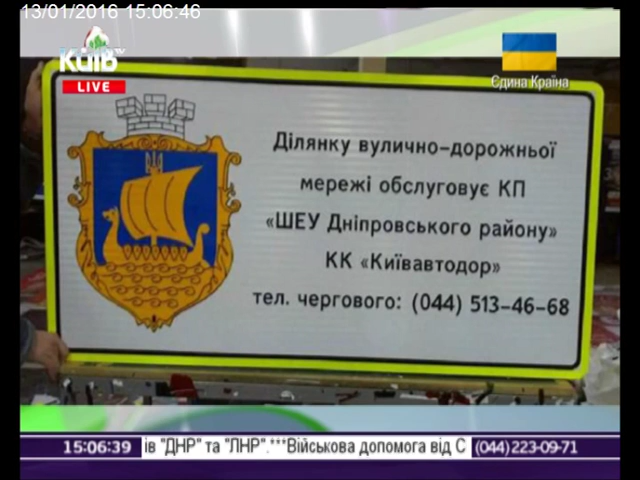 13/01/2016 15:06:46
КИЇВ
LIVE
Єдина Країна
Ділянку вулично-дорожньої
мережі обслуговує КП
«ШЕУ Дніпровського району»
КК «Київавтодор»
тел. чергового: (044) 513-46-68
15:06:39 ів "ДНР" та "ЛНР".***Військова допомога від С (044) 223-09-71